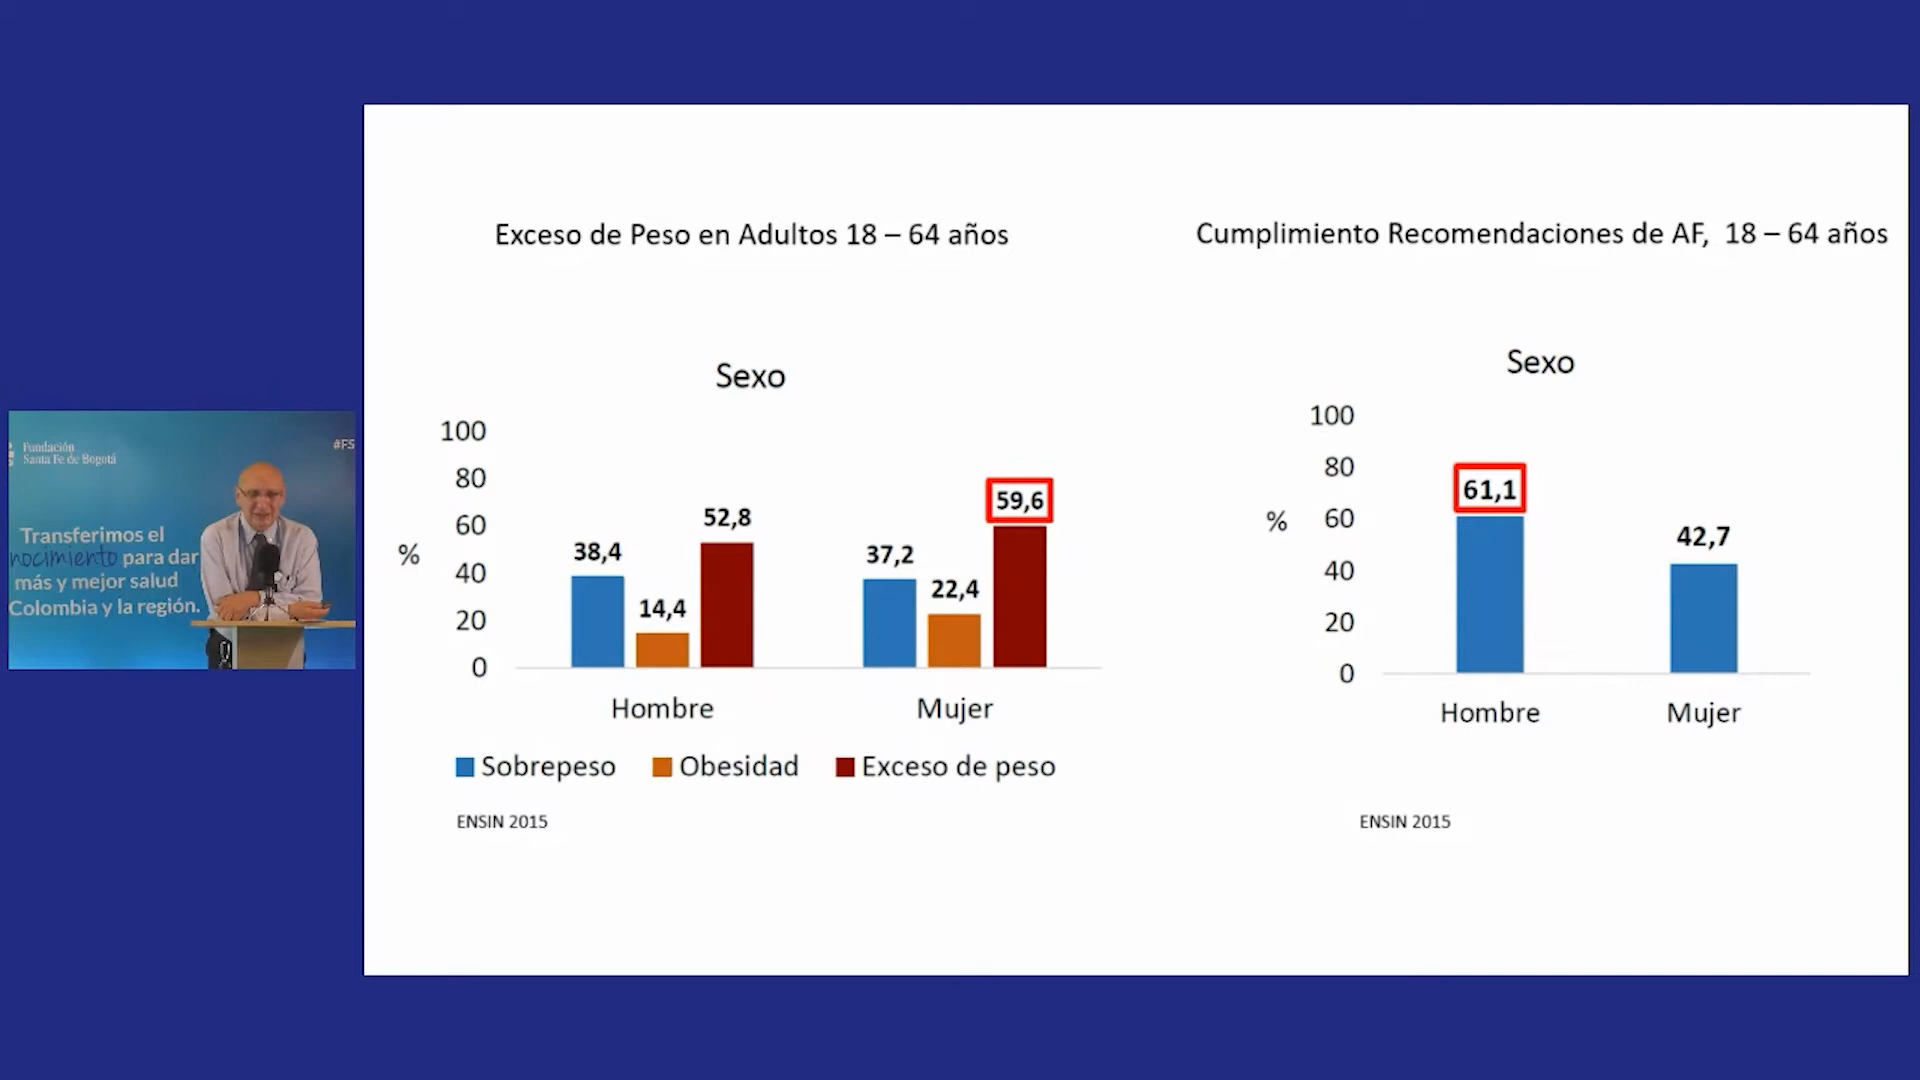 Fundación
Santa Fe de Bogotá
#FS
Transferimos el
nocimiento para dar
más y mejor salud
Colombia y la región.
Exceso de Peso en Adultos 18 – 64 años
Sexo
100
80
60
40
20
0
%
38,4
14,4
52,8
37,2
22,4
59,6
Hombre
Mujer
Sobrepeso
Obesidad
Exceso de peso
ENSIN 2015
Cumplimiento Recomendaciones de AF, 18 – 64 años
Sexo
100
80
60
40
20
0
%
61,1
42,7
Hombre
Mujer
ENSIN 2015